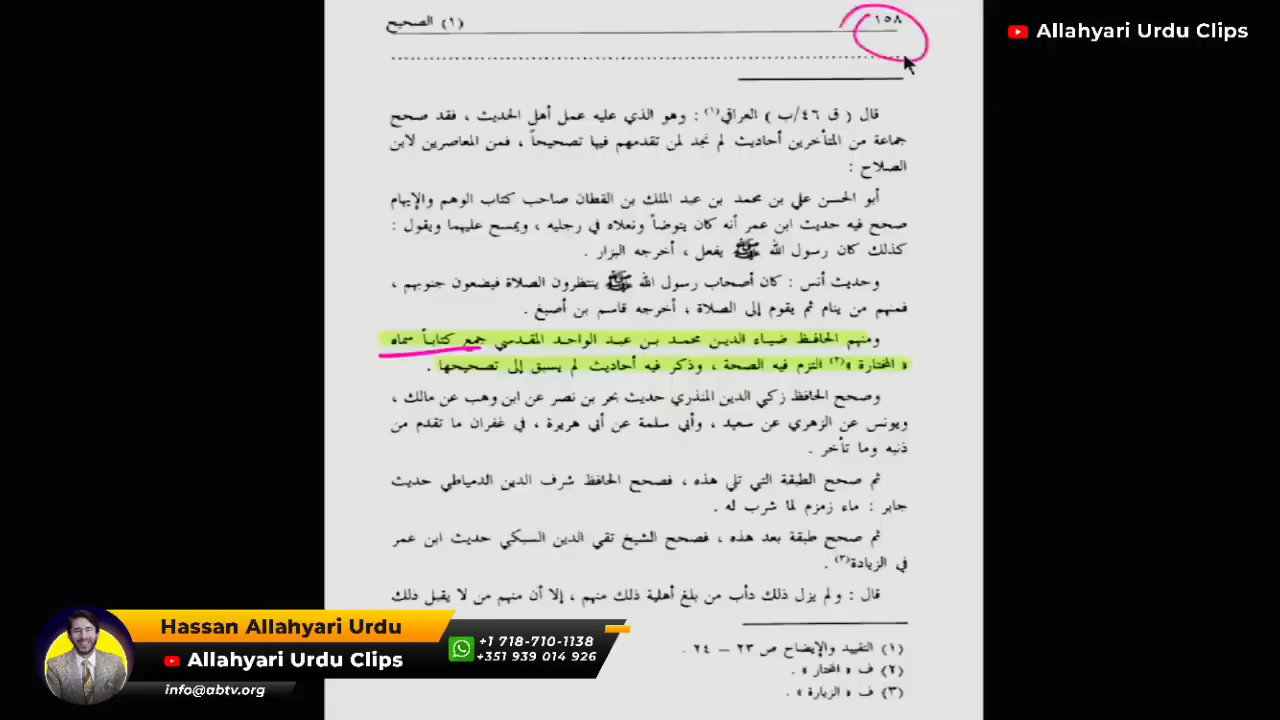 Allahyari Urdu Clips
١٥٨
(١) الصحيح
قال ( ق ٤٦/ب ) العراقي(١) : وهو الذي عليه عمل أهل الحديث ، فقد صحح
جماعة من المتأخرين أحاديث لم نجد لمن تقدمهم فيها تصحيحاً ، فمن المعاصرين لابن
الصلاح :
أبو الحسن علي بن محمد بن عبد الملك بن القطان صاحب كتاب الوهم والإيهام
صحح فيه حديث ابن عمر أنه كان يتوضأ ونعلاه في رجليه ، ويمسح عليهما ويقول :
كذلك كان رسول الله ﷺ يفعل ، أخرجه البزار .
وحديث أنس : كان أصحاب رسول الله ﷺ ينتظرون الصلاة فيضعون جنوبهم ،
فمنهم من ينام ثم يقوم إلى الصلاة ، أخرجه قاسم بن أصبغ .
ومنهم الحافظ ضياء الدين محمد بن عبد الواحد المقدسي جمع كتاباً سماه
« المختارة »(٢) التزم فيه الصحة ، وذكر فيه أحاديث لم يسبق إلى تصحيحها .
وصحح الحافظ زكي الدين المنذري حديث بحر بن نصر عن ابن وهب عن مالك ،
ويونس عن الزهري عن سعيد ، وأبي سلمة عن أبي هريرة ، في غفران ما تقدم من
ذنبه وما تأخر .
ثم صحح الطبقة التي تلي هذه ، فصحح الحافظ شرف الدين الدمياطي حديث
جابر : ماء زمزم لما شرب له .
ثم صحح طبقة بعد هذه ، فصحح الشيخ تقي الدين السبكي حديث ابن عمر
في الزيادة(٣) .
قال : ولم يزل ذلك دأب من بلغ أهلية ذلك منهم ، إلا أن منهم من لا يقبل ذلك
(١) التقييد والإيضاح ص ٢٣ – ٢٤ .
(٢) ف « المختار » .
(٣) ف « الزيارة » .
Hassan Allahyari Urdu
Allahyari Urdu Clips
info@abtv.org
+1 718-710-1138
+351 939 014 926